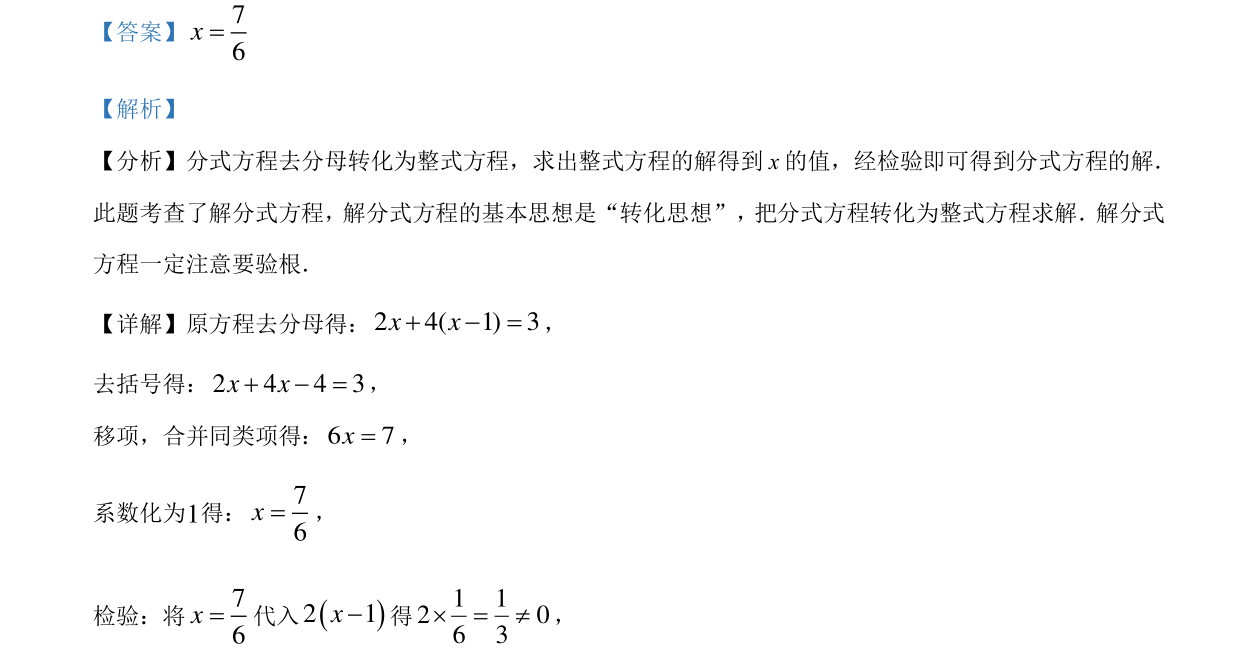 【答案】x=7/6
【解析】
【分析】分式方程去分母转化为整式方程，求出整式方程的解得到 x 的值，经检验即可得到分式方程的解．
此题考查了解分式方程，解分式方程的基本思想是“转化思想”，把分式方程转化为整式方程求解．解分式
方程一定注意要验根．
【详解】原方程去分母得：2x+4(x−1)=3，
去括号得：2x+4x−4=3，
移项，合并同类项得：6x=7，
系数化为1得：x=7/6，
检验：将 x=7/6 代入 2(x−1) 得 2×1/6=1/3≠0，